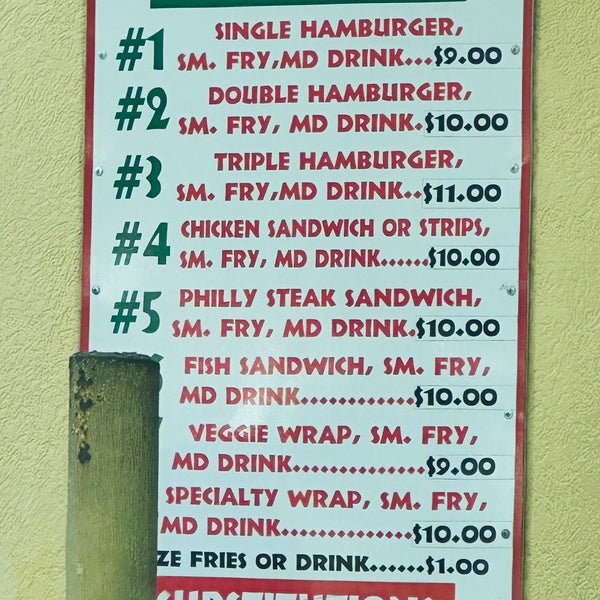 #1 SINGLE HAMBURGER,
SM. FRY,MD DRINK...$9.00
#2 DOUBLE HAMBURGER,
SM. FRY, MD DRINK.$10.00
#3 TRIPLE HAMBURGER,
SM. FRY,MD DRINK..$11.00
#4 CHICKEN SANDWICH OR STRIPS,
SM. FRY, MD DRINK......$10.00
#5 PHILLY STEAK SANDWICH,
SM. FRY, MD DRINK.$10.00
FISH SANDWICH, SM. FRY,
MD DRINK............$10.00
VEGGIE WRAP, SM. FRY,
MD DRINK..............$9.00
SPECIALTY WRAP, SM. FRY,
MD DRINK.............$10.00
FRIES OR DRINK......$1.00